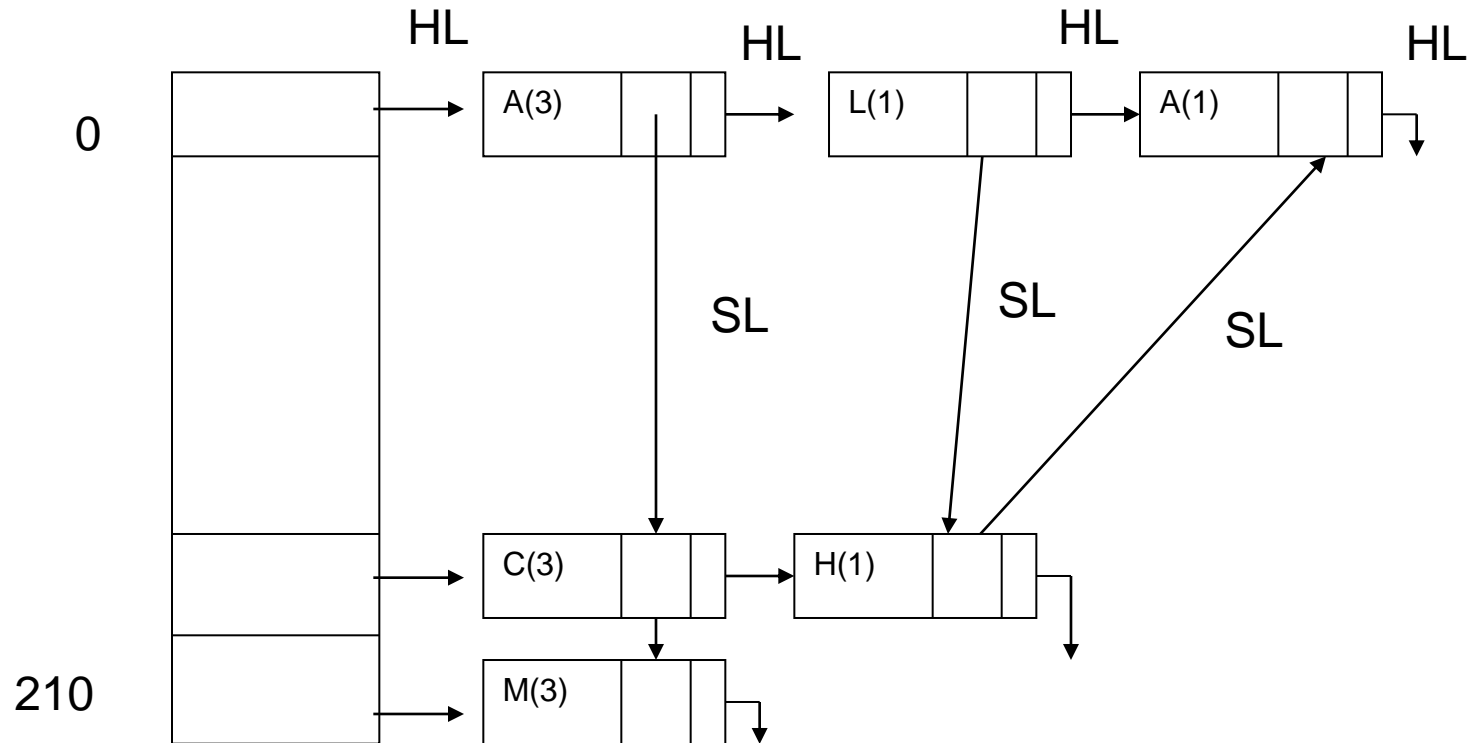 HL
HL
HL
HL
0
A(3)
L(1)
A(1)
SL
SL
SL
C(3)
H(1)
210
M(3)